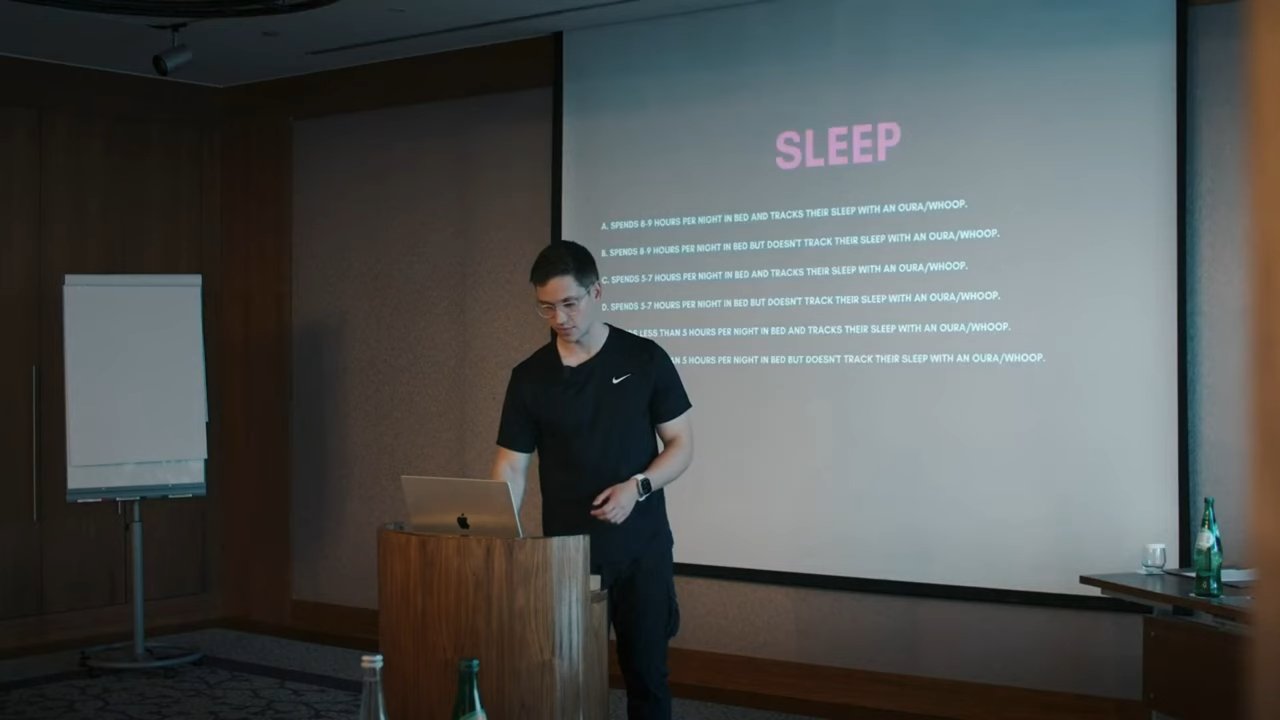 SLEEP
A. SPENDS 8-9 HOURS PER NIGHT IN BED AND TRACKS THEIR SLEEP WITH AN OURA/WHOOP.
B. SPENDS 8-9 HOURS PER NIGHT IN BED BUT DOESN'T TRACK THEIR SLEEP WITH AN OURA/WHOOP.
C. SPENDS 5-7 HOURS PER NIGHT IN BED AND TRACKS THEIR SLEEP WITH AN OURA/WHOOP.
D. SPENDS 5-7 HOURS PER NIGHT IN BED BUT DOESN'T TRACK THEIR SLEEP WITH AN OURA/WHOOP.
LESS THAN 5 HOURS PER NIGHT IN BED AND TRACKS THEIR SLEEP WITH AN OURA/WHOOP.
5 HOURS PER NIGHT IN BED BUT DOESN'T TRACK THEIR SLEEP WITH AN OURA/WHOOP.